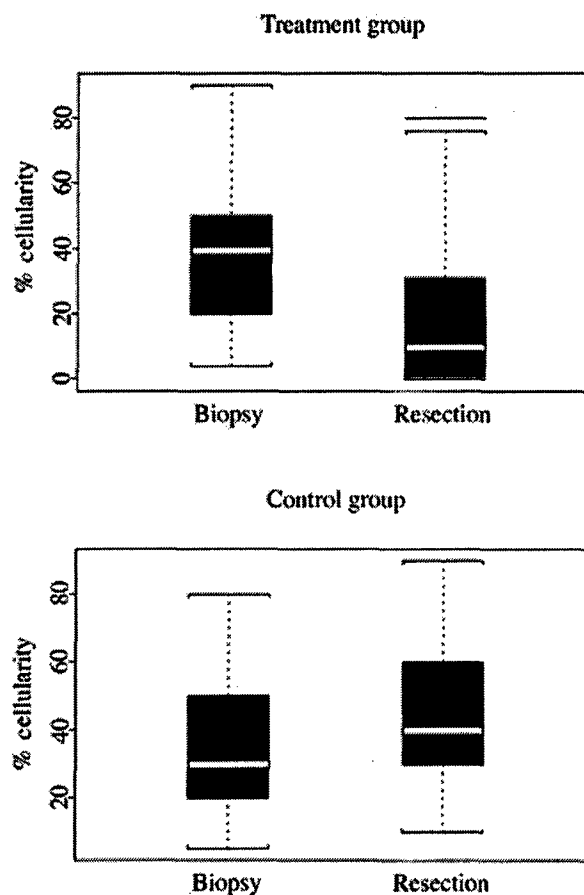 Treatment group
% cellularity
80
60
40
20
0
Biopsy Resection
Control group
% cellularity
80
60
40
20
Biopsy Resection